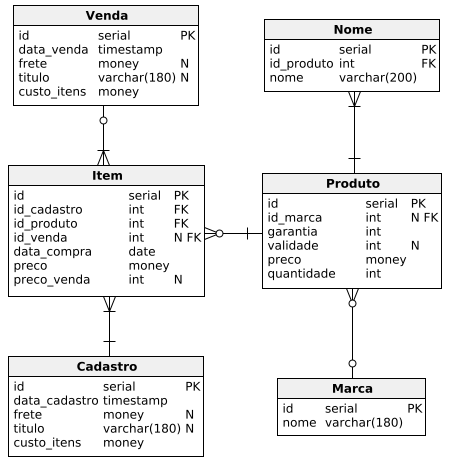 Venda
id serial PK
data_venda timestamp
frete money N
titulo varchar(180) N
custo_itens money
Nome
id serial PK
id_produto int FK
nome varchar(200)
Item
id serial PK
id_cadastro int FK
id_produto int FK
id_venda int N FK
data_compra date
preco money
preco_venda int N
Produto
id serial PK
id_marca int N FK
garantia int
validade int N
preco money
quantidade int
Cadastro
id serial PK
data_cadastro timestamp
frete money N
titulo varchar(180) N
custo_itens money
Marca
id serial PK
nome varchar(180)